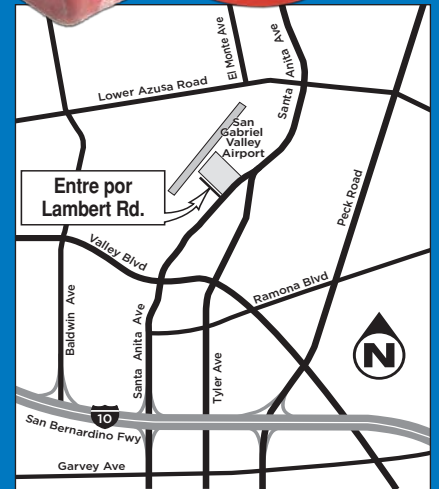 El Monte Ave
Santa Anita Ave
Lower Azusa Road
San
Gabriel
Valley
Airport
Entre por
Lambert Rd.
Peck Road
Valley Blvd
Ramona Blvd
Baldwin Ave
Santa Anita Ave
Tyler Ave
N
10
San Bernardino Fwy
Garvey Ave